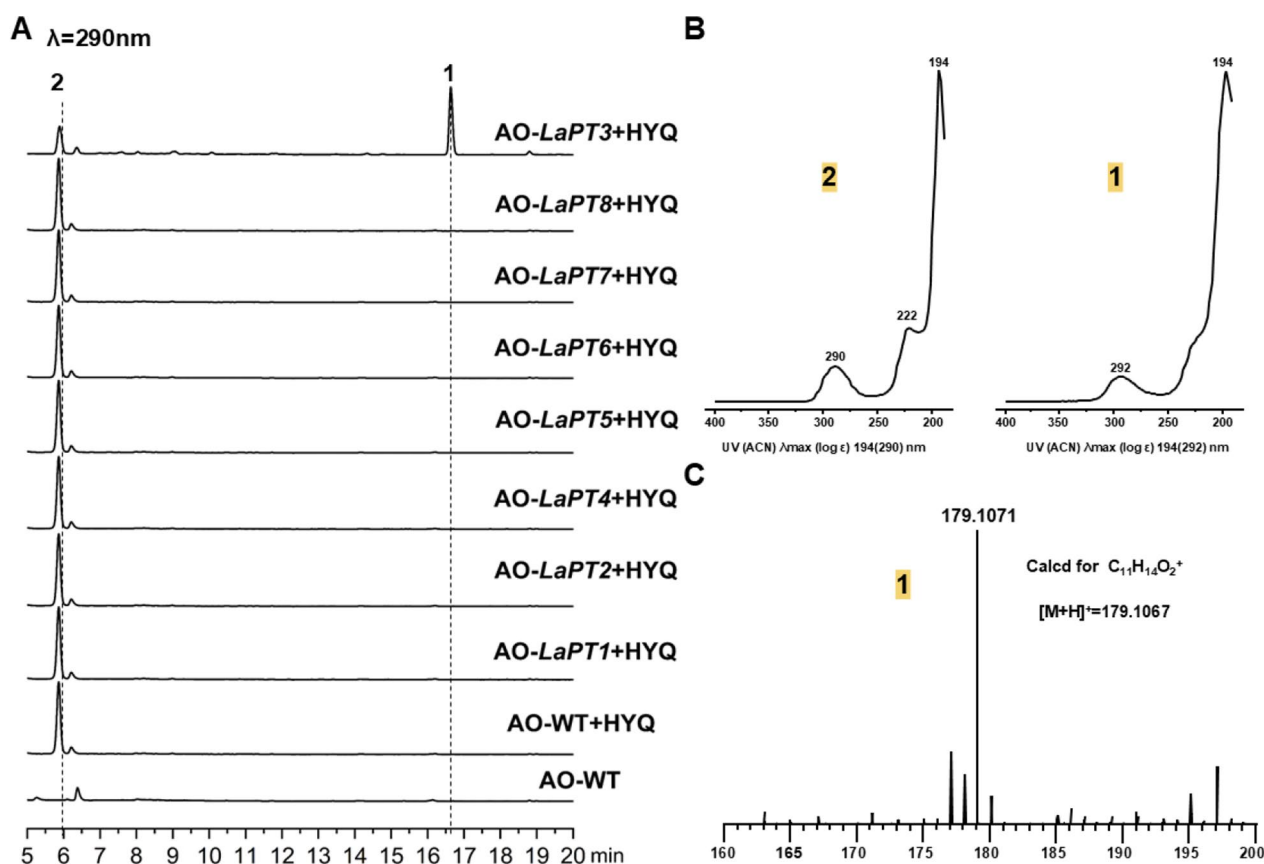 A
λ=290nm
2
1
AO-LaPT3+HYQ
AO-LaPT8+HYQ
AO-LaPT7+HYQ
AO-LaPT6+HYQ
AO-LaPT5+HYQ
AO-LaPT4+HYQ
AO-LaPT2+HYQ
AO-LaPT1+HYQ
AO-WT+HYQ
AO-WT
5 6 7 8 9 10 11 12 13 14 15 16 17 18 19 20 min
B
194
2
222
290
400 350 300 250 200
UV (ACN) λmax (log ε) 194(290) nm
194
1
292
400 350 300 250 200
UV (ACN) λmax (log ε) 194(292) nm
C
179.1071
1
Calcd for C₁₁H₁₄O₂⁺
[M+H]⁺=179.1067
160 165 170 175 180 185 190 195 200